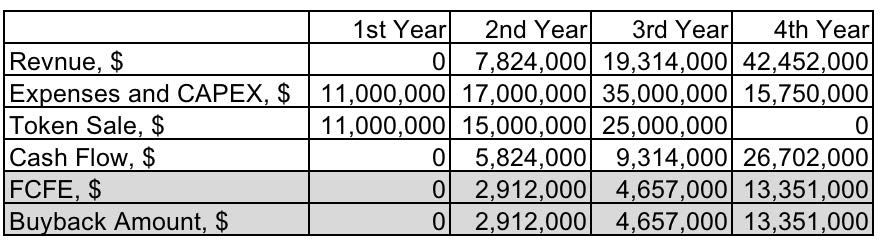 1st Year 2nd Year 3rd Year 4th Year
Revnue, $ 0 7,824,000 19,314,000 42,452,000
Expenses and CAPEX, $ 11,000,000 17,000,000 35,000,000 15,750,000
Token Sale, $ 11,000,000 15,000,000 25,000,000 0
Cash Flow, $ 0 5,824,000 9,314,000 26,702,000
FCFE, $ 0 2,912,000 4,657,000 13,351,000
Buyback Amount, $ 0 2,912,000 4,657,000 13,351,000